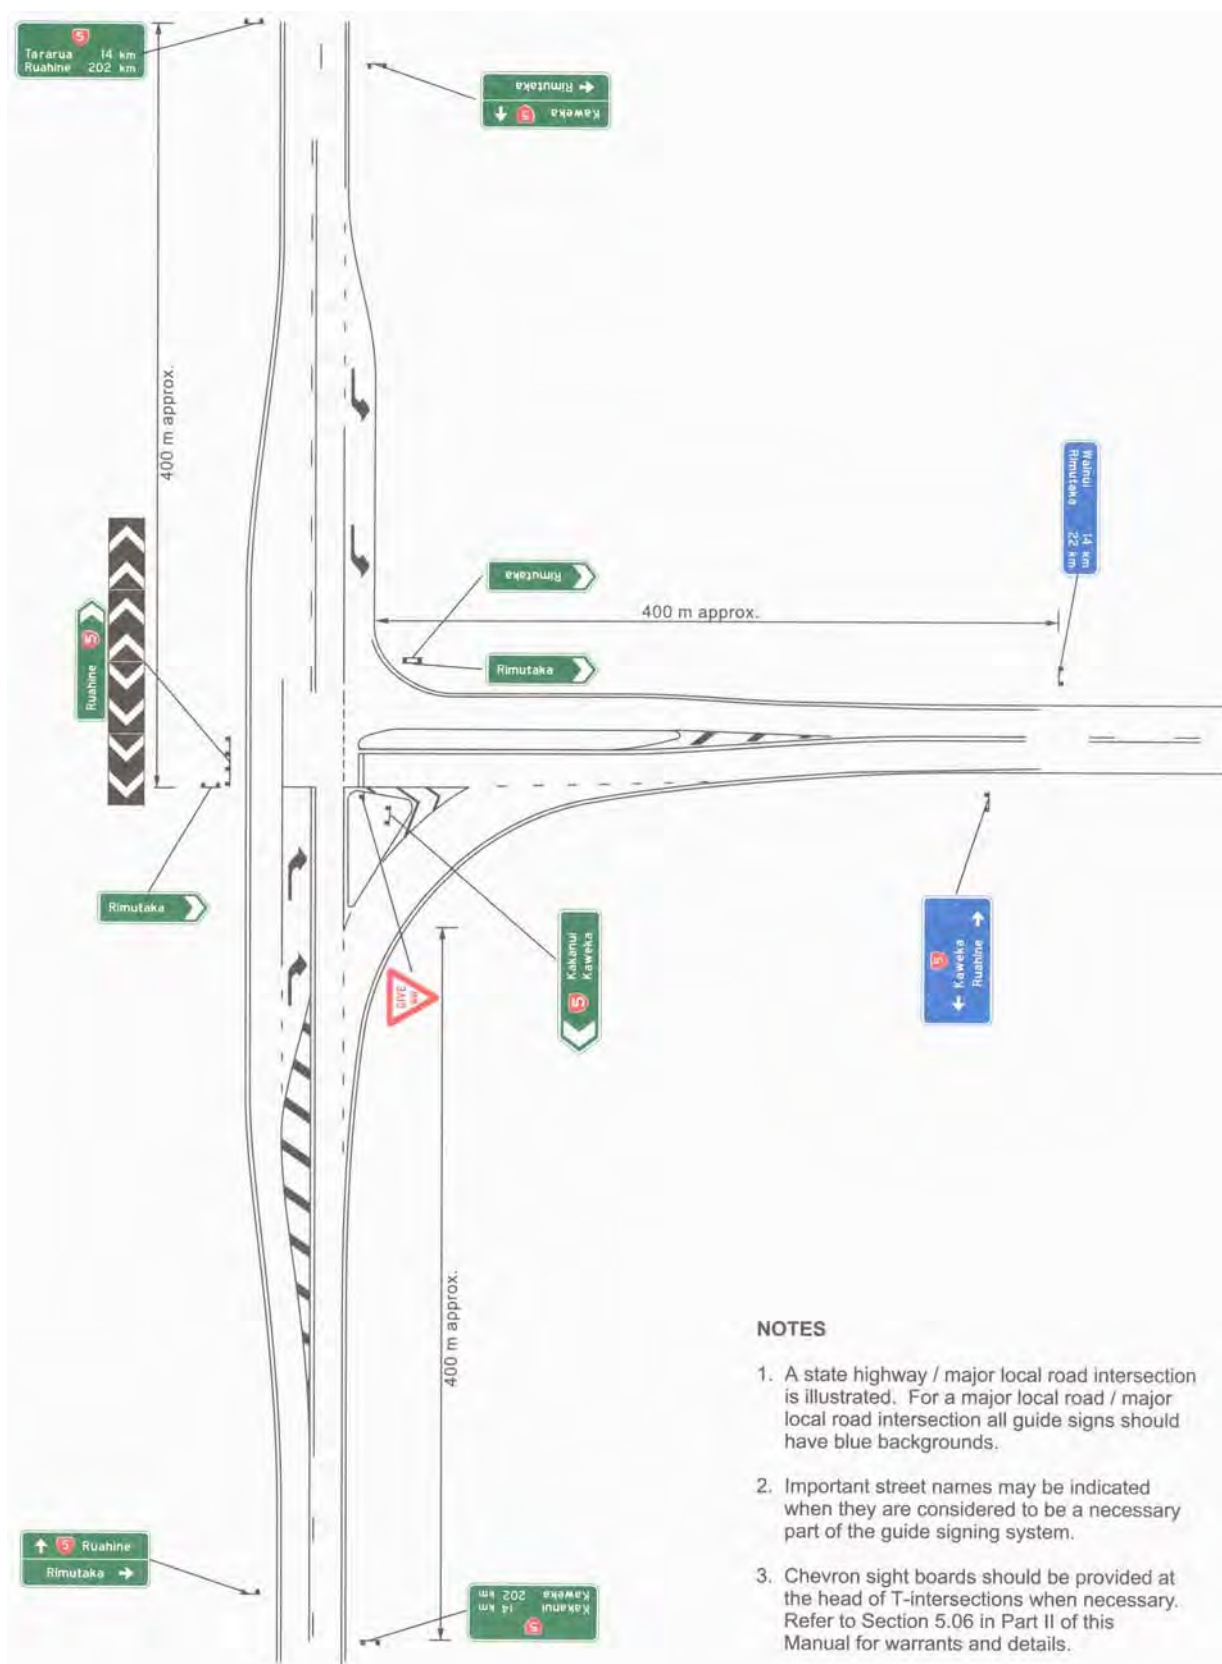 5
Tararua 14 km
Ruahine 202 km
Rimutaka
Kaweka 5
400 m approx.
Wainui 14 km
Rimutaka 22 km
Rimutaka
400 m approx.
Rimutaka
Ruahine 5
Rimutaka
GIVE WAY
5 Kakanui
Kaweka
5
Kaweka
Ruahine
400 m approx.
5 Ruahine
Rimutaka
5
Kakanui 14 km
Kaweka 202 km
NOTES
1. A state highway / major local road intersection
is illustrated. For a major local road / major
local road intersection all guide signs should
have blue backgrounds.
2. Important street names may be indicated
when they are considered to be a necessary
part of the guide signing system.
3. Chevron sight boards should be provided at
the head of T-intersections when necessary.
Refer to Section 5.06 in Part II of this
Manual for warrants and details.